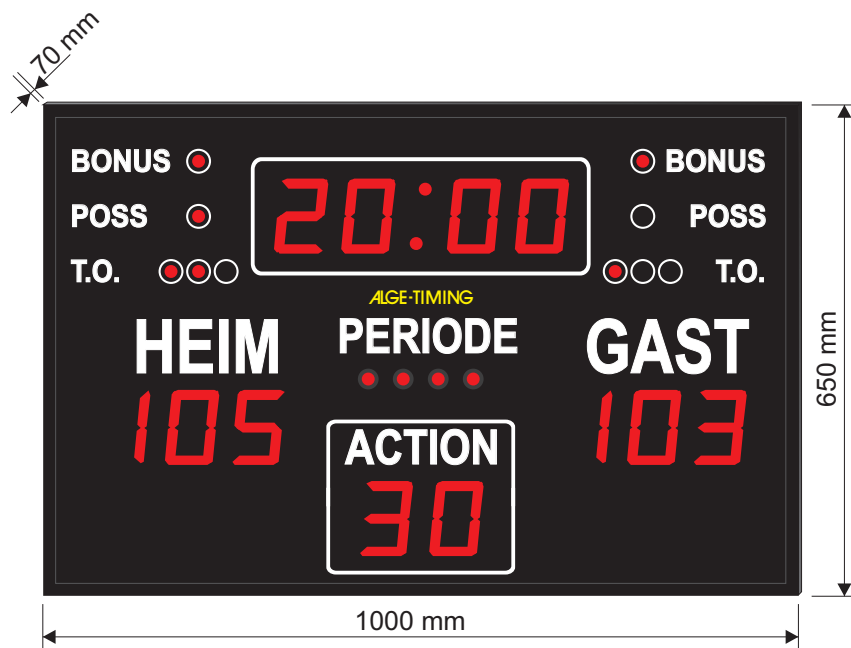 70 mm
BONUS 20:00 BONUS
POSS POSS
T.O. T.O.
ALGE-TIMING
HEIM PERIODE GAST
105 103
ACTION
30
650 mm
1000 mm